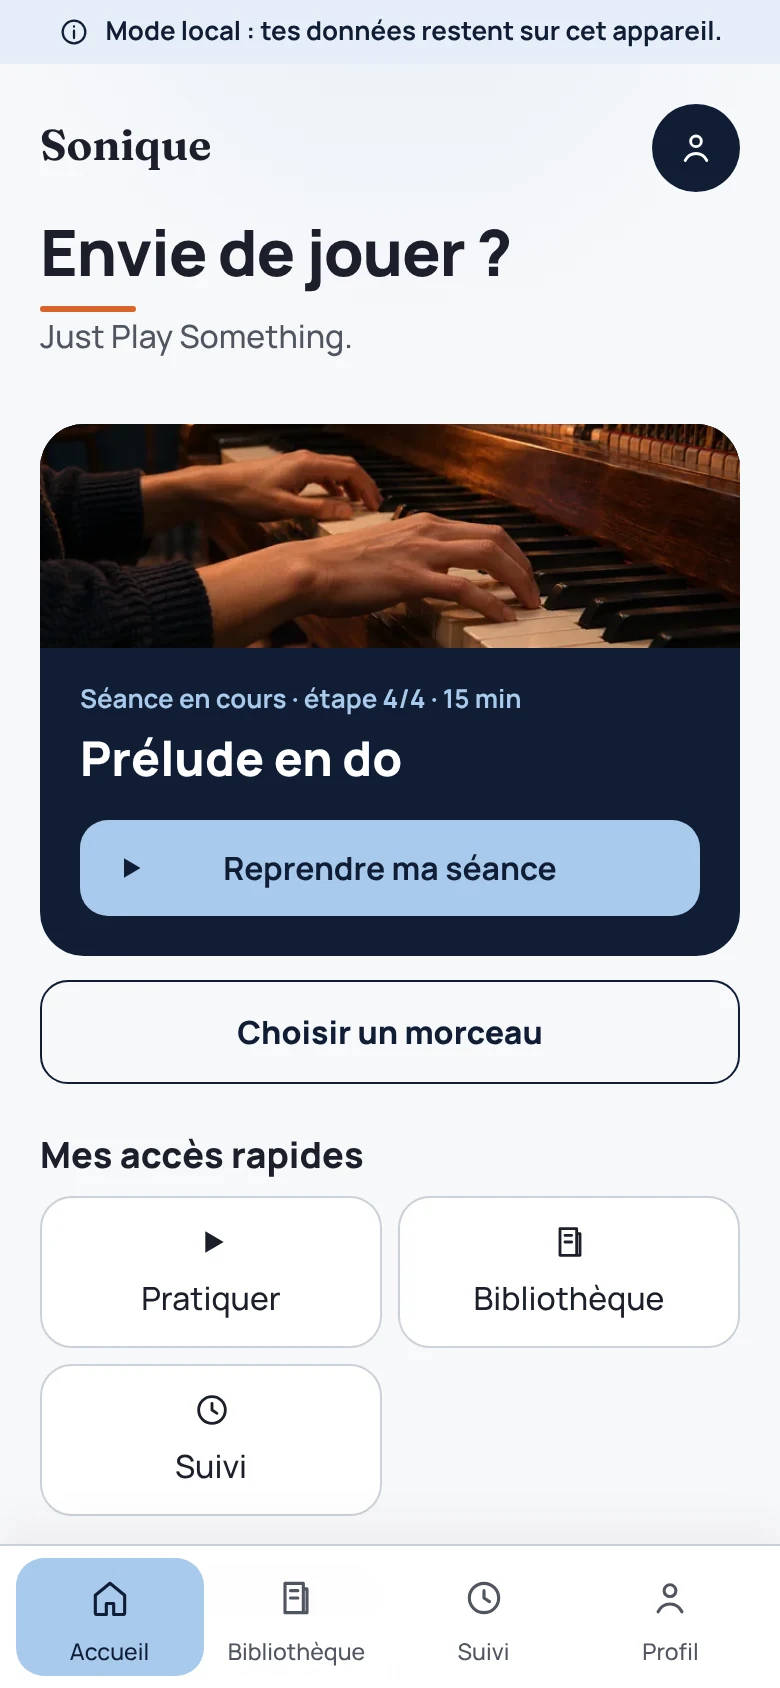 Mode local : tes données restent sur cet appareil.
Sonique
Envie de jouer ?
Just Play Something.
Séance en cours · étape 4/4 · 15 min
Prélude en do
Reprendre ma séance
Choisir un morceau
Mes accès rapides
Pratiquer
Bibliothèque
Suivi
Accueil
Bibliothèque
Suivi
Profil